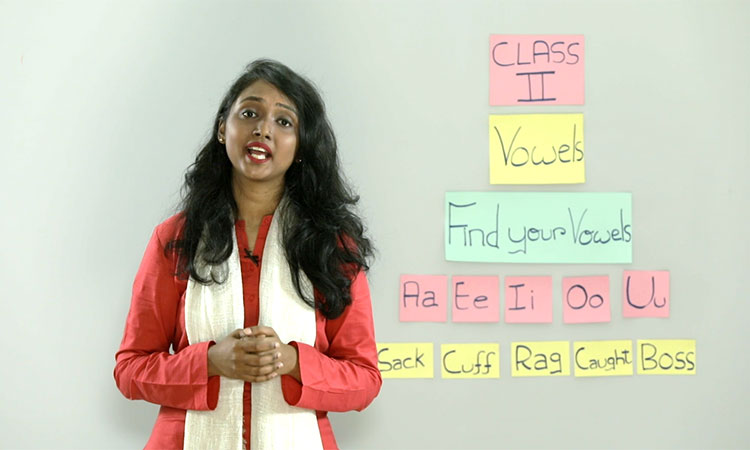 CLASS
II
Vowels
Find your Vowels
Aa Ee Ii Oo Uu
Sack Cuff Rag Caught Boss